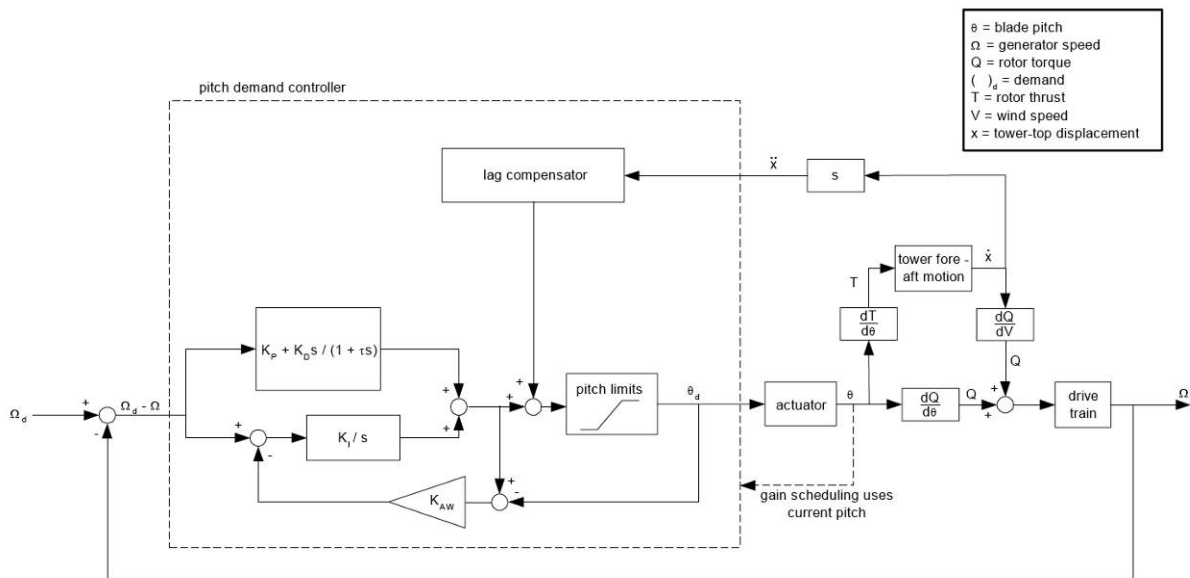 θ = blade pitch
Ω = generator speed
Q = rotor torque
( )d = demand
T = rotor thrust
V = wind speed
x = tower-top displacement
pitch demand controller
lag compensator
ẍ
s
tower fore -
aft motion
ẋ
T
dT
dθ
dQ
dV
Q
KP + KDs / (1 + τs)
+
+
+
+
pitch limits
θd
actuator
θ
dQ
dθ
Q
+
+
drive
train
Ω
Ωd
+
-
Ωd - Ω
+
-
KI / s
+
KAW
+
-
gain scheduling uses
current pitch